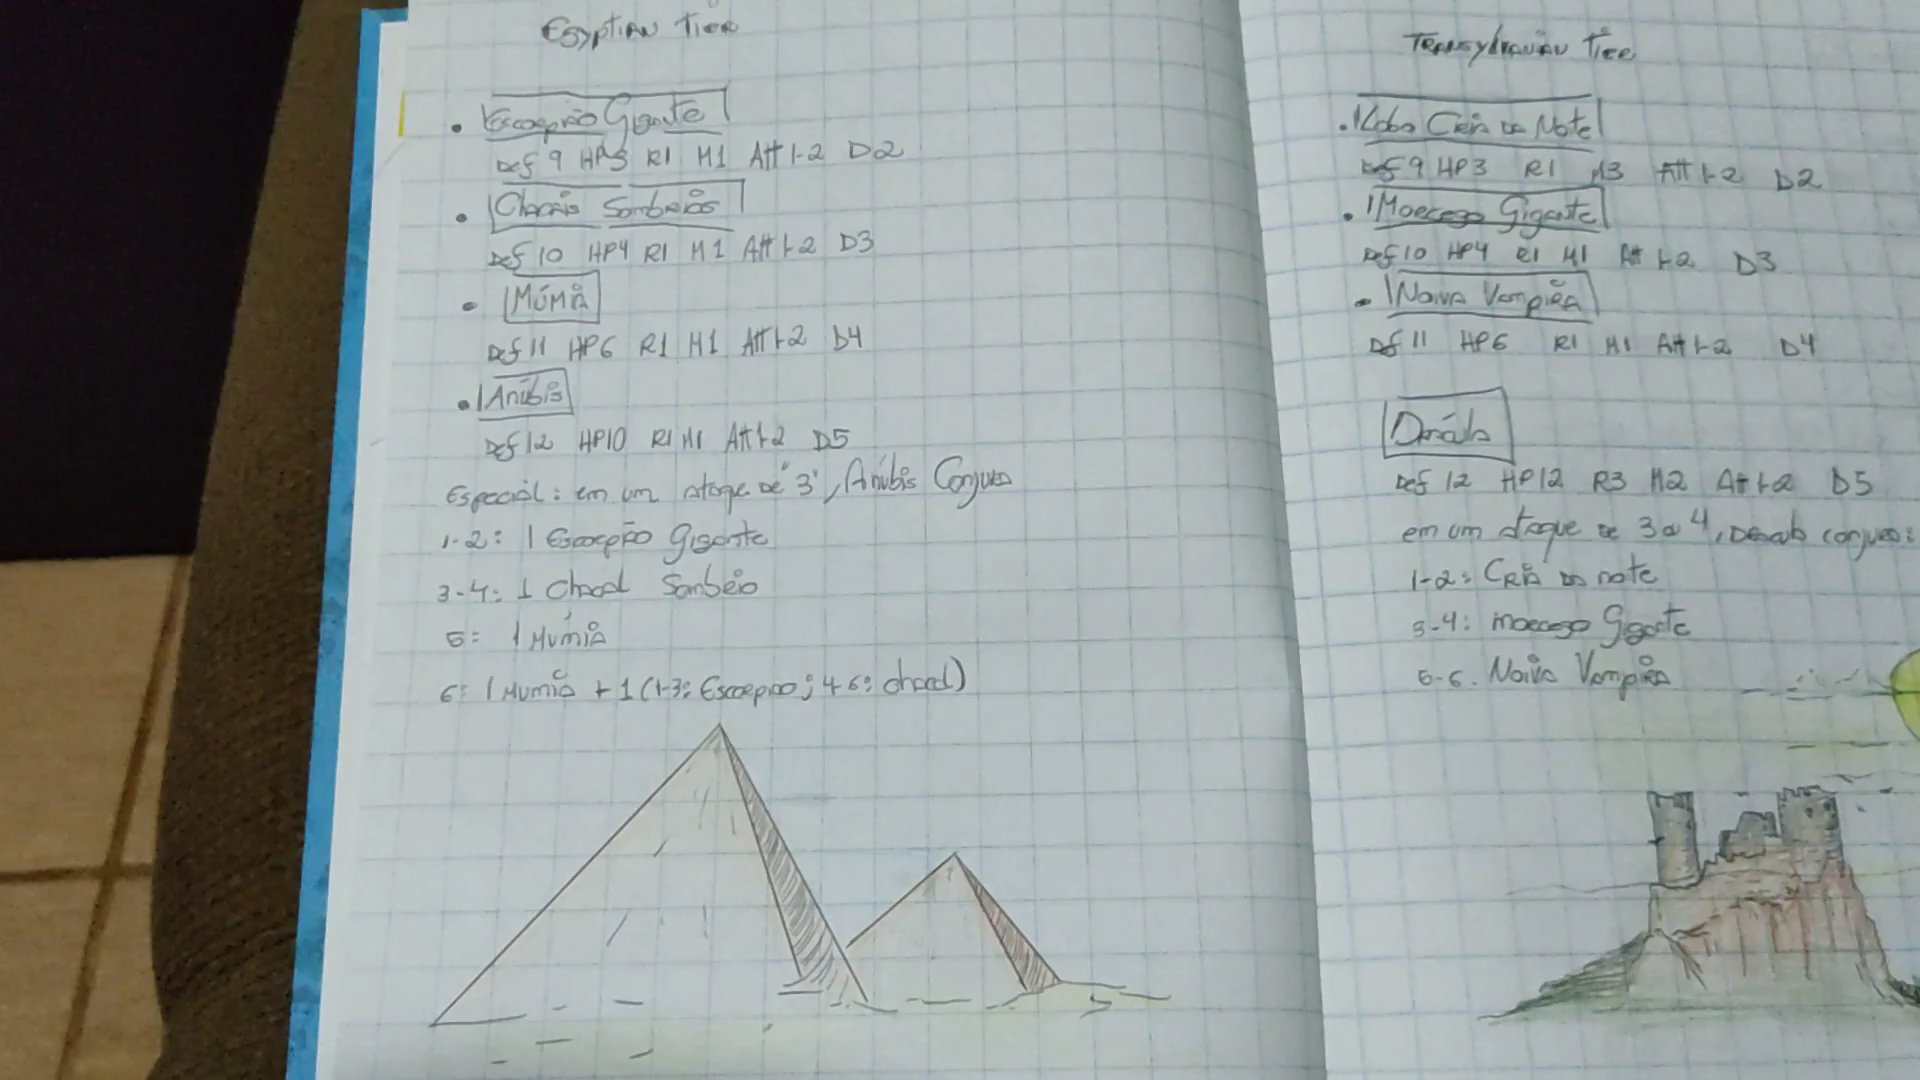 Egyptian Tier
• Escorpião Gigante
Def 9 HP3 R1 M1 Att 1-2 D2
• Chacais Sombrios
Def 10 HP4 R1 M1 Att 1-2 D3
• Múmia
Def 11 HP6 R1 M1 Att 1-2 D4
• Anúbis
Def 12 HP10 R1 M1 Att 1-2 D5
Especial: em um ataque de "3", Anúbis Conjura
1-2: 1 Escorpião Gigante
3-4: 1 Chacal Sombrio
5: 1 Múmia
6: 1 Mumia + 1 (1-3: Escorpião; 4-6: chacal)
Transylvanian Tier
• Lobo Cria da Noite
Def 9 HP3 R1 M3 Att 1-2 D2
• Morcego Gigante
Def 10 HP4 R1 M1 Att 1-2 D3
• Noiva Vampira
Def 11 HP6 R1 M1 Att 1-2 D4
Def 12 HP12 R3 M2 Att 1-2 D5
em um ataque de 3 a 4, conjura:
1-2: Cria da noite
3-4: morcego Gigante
5-6. Noiva Vampira